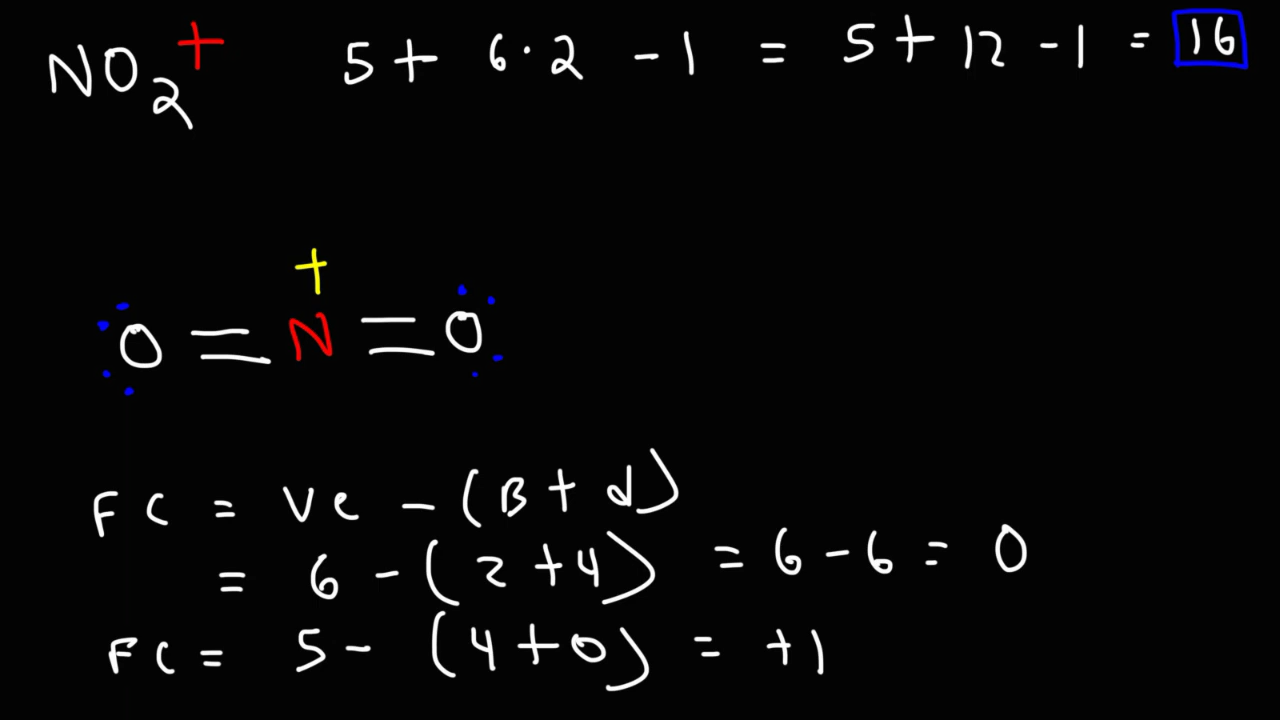 NO₂⁺ 5 + 6·2 - 1 = 5 + 12 - 1 = 16
+
O = N = O
FC = Ve - (B + d)
= 6 - (2 + 4) = 6 - 6 = 0
FC = 5 - (4 + 0) = +1